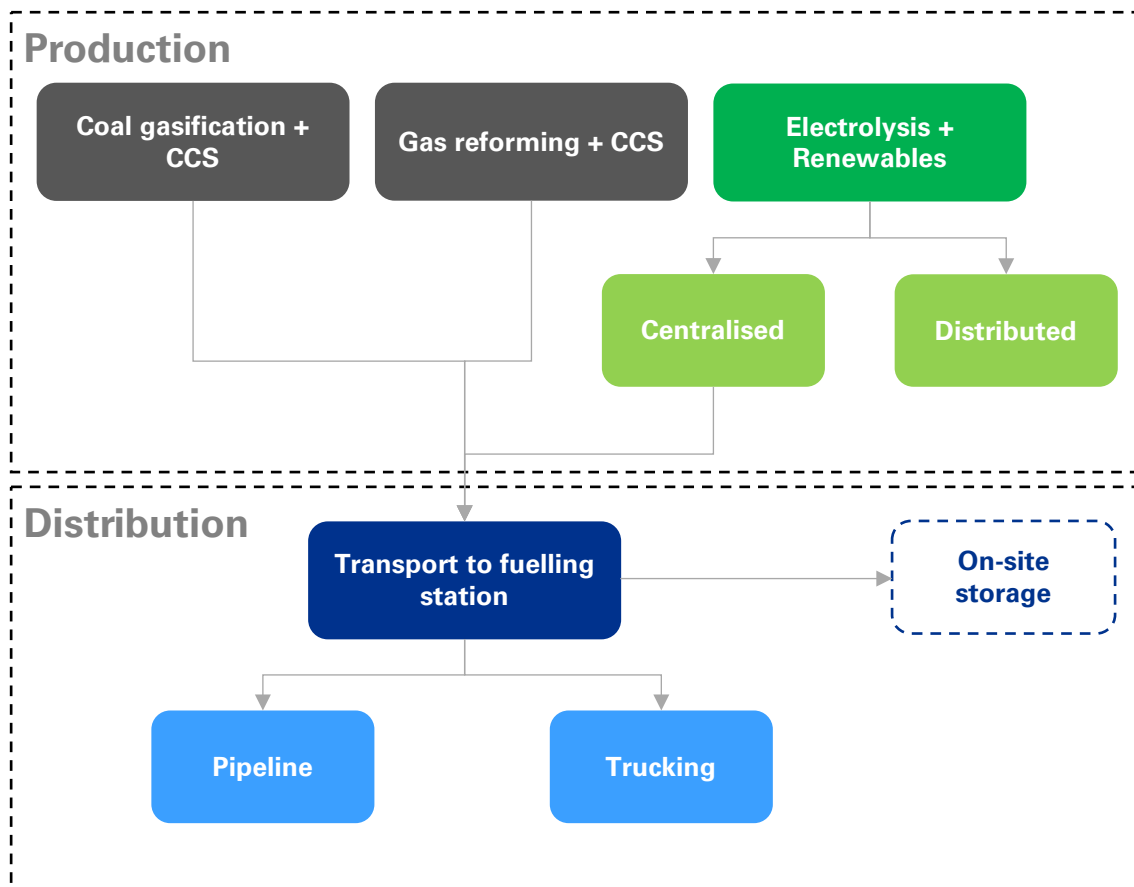 Production
Coal gasification +
CCS
Gas reforming + CCS
Electrolysis +
Renewables
Centralised
Distributed
Distribution
Transport to fuelling
station
On-site
storage
Pipeline
Trucking